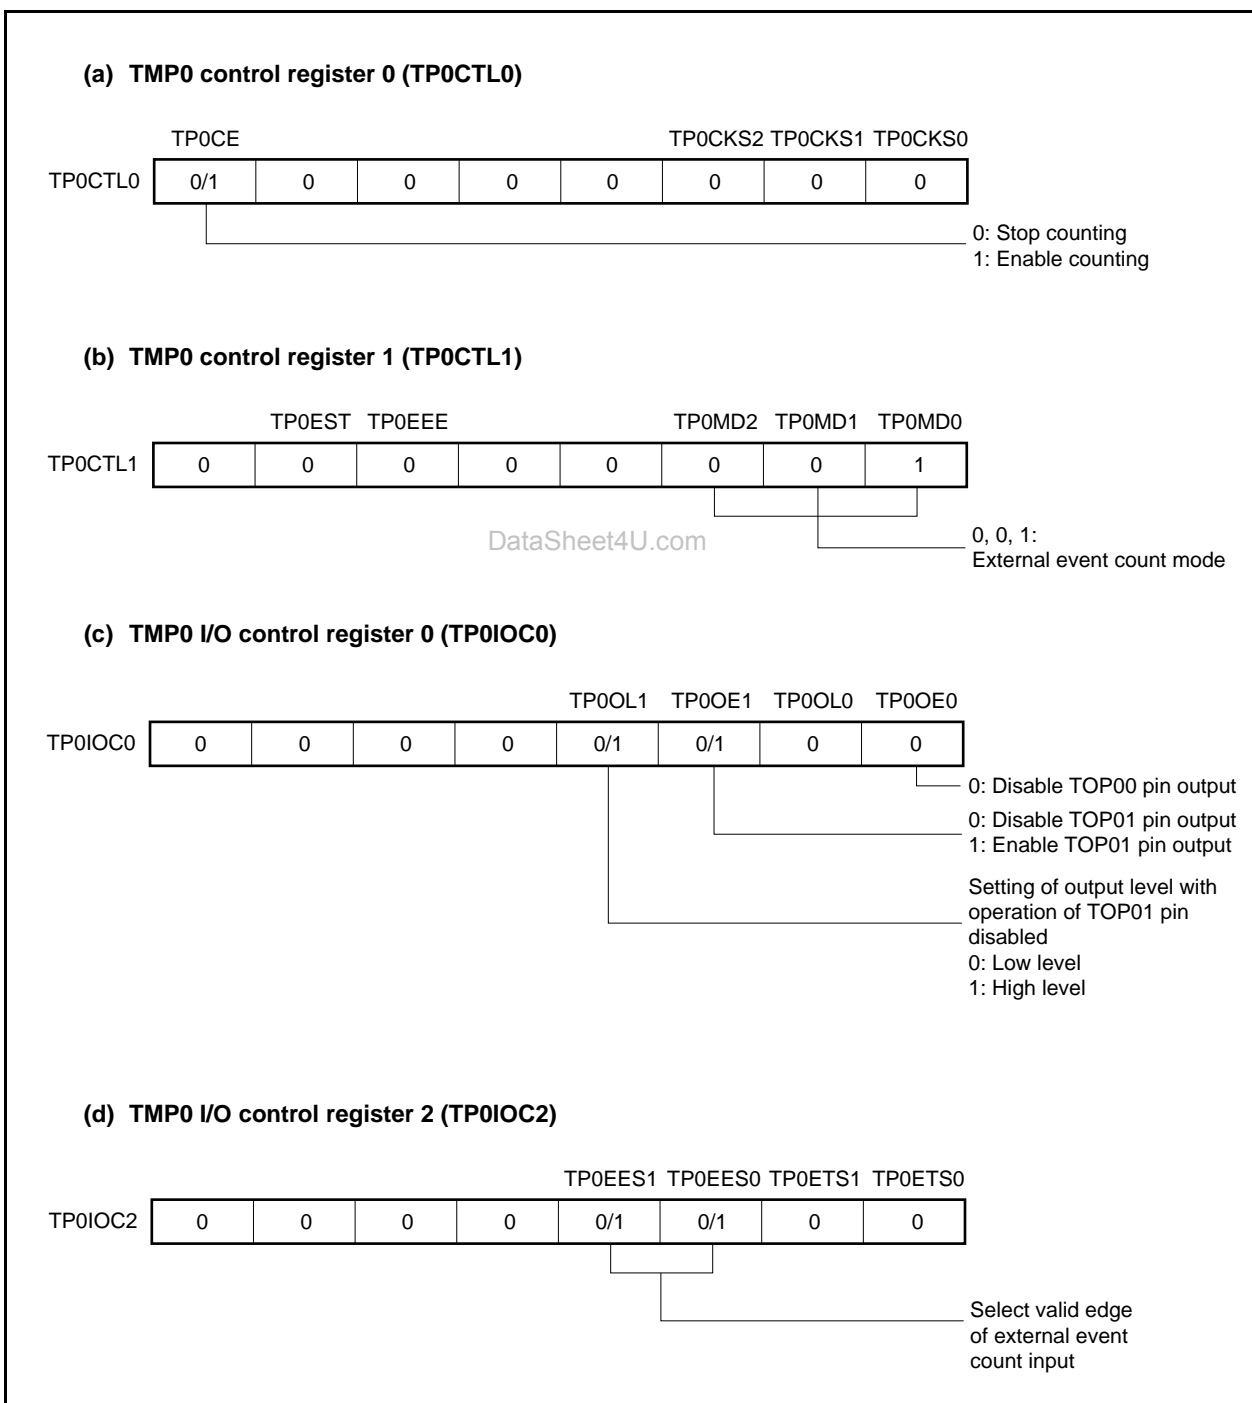 (a) TMP0 control register 0 (TP0CTL0)
TP0CE TP0CKS2 TP0CKS1 TP0CKS0
TP0CTL0 0/1 0 0 0 0 0 0 0
0: Stop counting
1: Enable counting
(b) TMP0 control register 1 (TP0CTL1)
TP0EST TP0EEE TP0MD2 TP0MD1 TP0MD0
TP0CTL1 0 0 0 0 0 0 0 1
DataSheet4U.com
0, 0, 1:
External event count mode
(c) TMP0 I/O control register 0 (TP0IOC0)
TP0OL1 TP0OE1 TP0OL0 TP0OE0
TP0IOC0 0 0 0 0 0/1 0/1 0 0
0: Disable TOP00 pin output
0: Disable TOP01 pin output
1: Enable TOP01 pin output
Setting of output level with
operation of TOP01 pin
disabled
0: Low level
1: High level
(d) TMP0 I/O control register 2 (TP0IOC2)
TP0EES1 TP0EES0 TP0ETS1 TP0ETS0
TP0IOC2 0 0 0 0 0/1 0/1 0 0
Select valid edge
of external event
count input